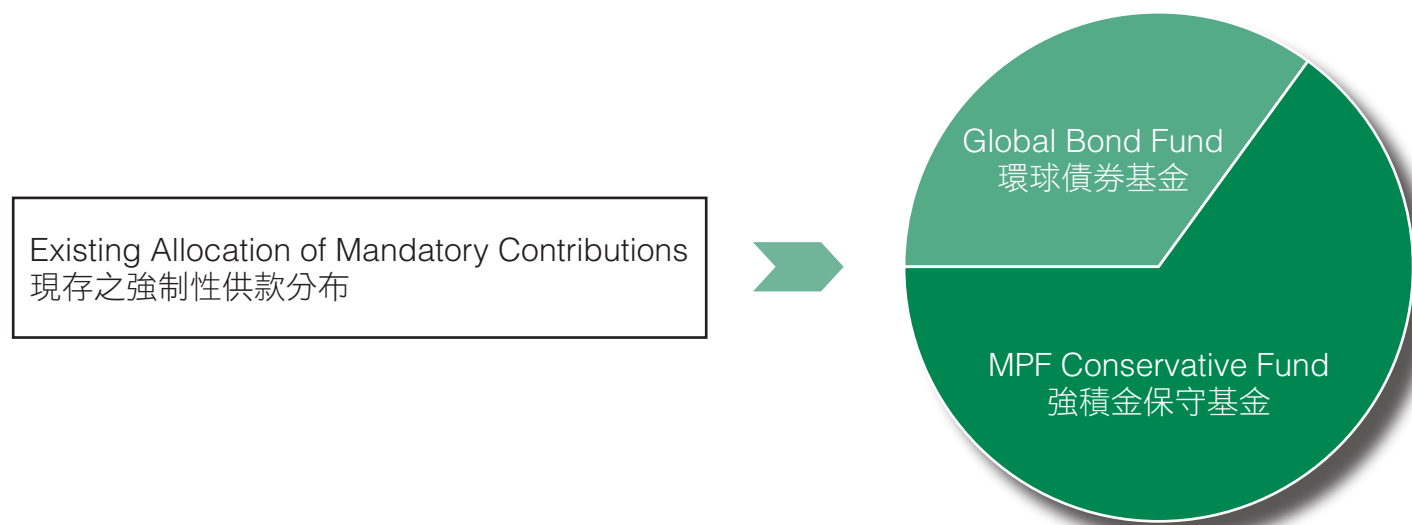 Existing Allocation of Mandatory Contributions
現存之強制性供款分布
Global Bond Fund
環球債券基金
MPF Conservative Fund
強積金保守基金